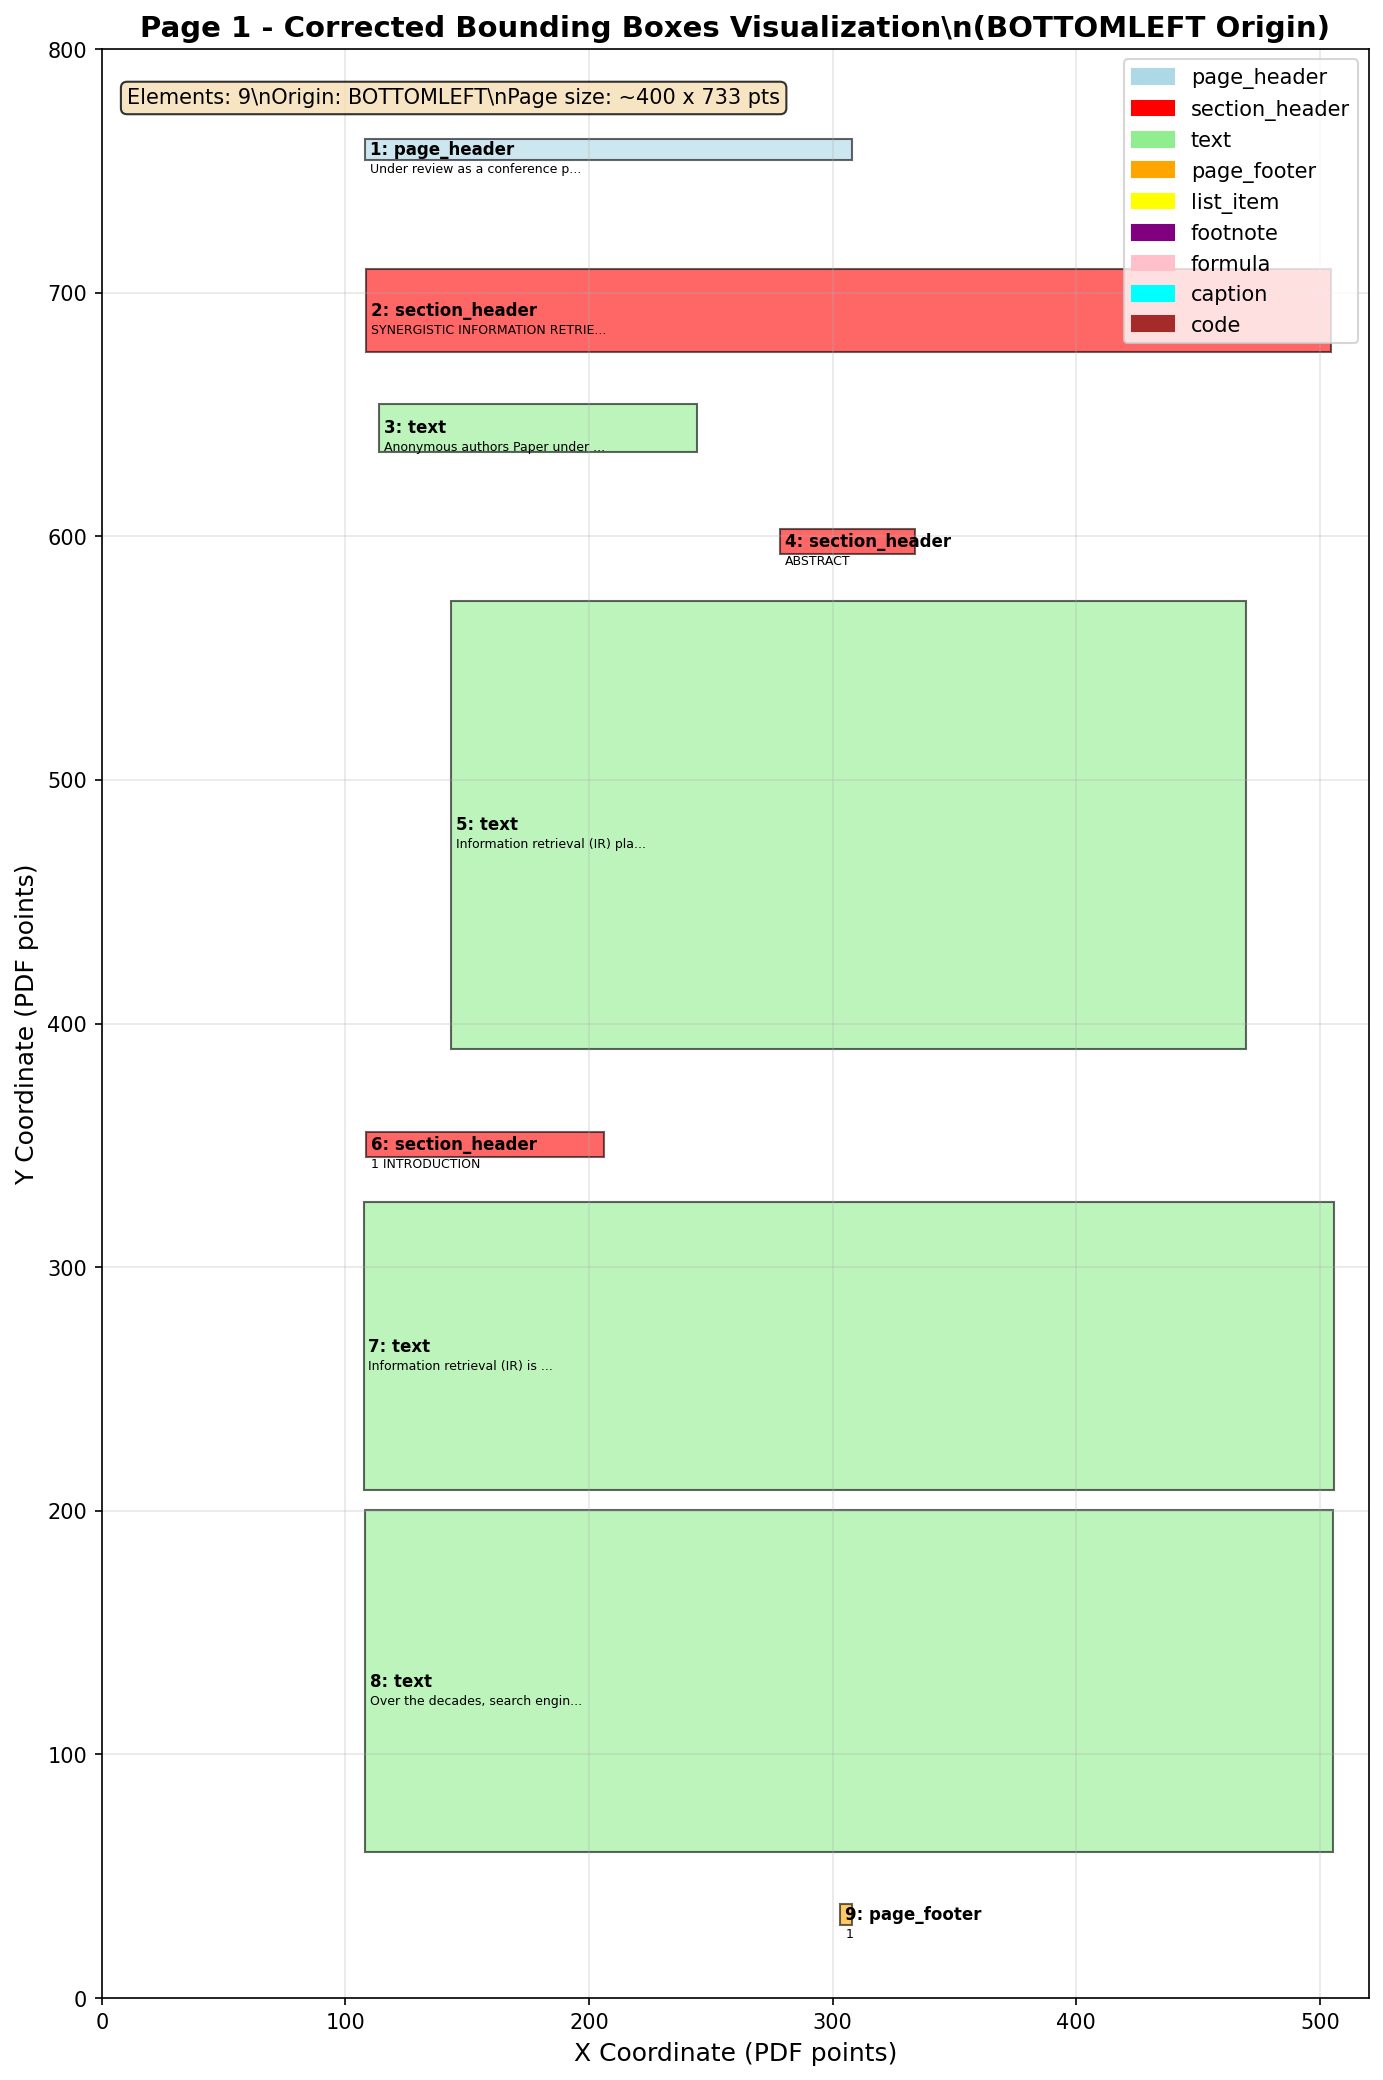 Page 1 - Corrected Bounding Boxes Visualization\n(BOTTOMLEFT Origin)
Elements: 9\nOrigin: BOTTOMLEFT\nPage size: ~400 x 733 pts
page_header
section_header
text
page_footer
list_item
footnote
formula
caption
code
1: page_header
Under review as a conference p...
2: section_header
SYNERGISTIC INFORMATION RETRIE...
3: text
Anonymous authors Paper under ...
4: section_header
ABSTRACT
5: text
Information retrieval (IR) pla...
6: section_header
1 INTRODUCTION
7: text
Information retrieval (IR) is ...
8: text
Over the decades, search engin...
9: page_footer
1
Y Coordinate (PDF points)
800
700
600
500
400
300
200
100
0
0 100 200 300 400 500
X Coordinate (PDF points)